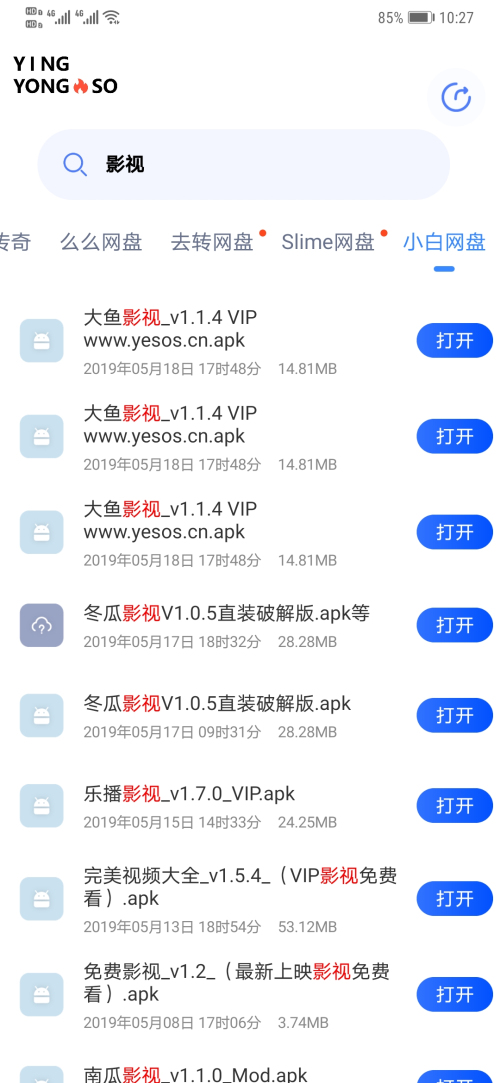 HD 4G 4G 85% 10:27
HD
YING
YONG SO
影视
传奇 么么网盘 去转网盘 Slime网盘 小白网盘
大鱼影视_v1.1.4 VIP
www.yesos.cn.apk
打开
2019年05月18日 17时48分 14.81MB
大鱼影视_v1.1.4 VIP
www.yesos.cn.apk
打开
2019年05月18日 17时48分 14.81MB
大鱼影视_v1.1.4 VIP
www.yesos.cn.apk
打开
2019年05月18日 17时48分 14.81MB
冬瓜影视V1.0.5直装破解版.apk等
打开
2019年05月17日 18时32分 28.28MB
冬瓜影视V1.0.5直装破解版.apk
打开
2019年05月17日 09时31分 28.28MB
乐播影视_v1.7.0_VIP.apk
打开
2019年05月15日 14时33分 24.25MB
完美视频大全_v1.5.4_（VIP影视免费
看）.apk
打开
2019年05月13日 18时54分 53.12MB
免费影视_v1.2_（最新上映影视免费
看）.apk
打开
2019年05月08日 17时06分 3.74MB
南瓜影视_v1.1.0_Mod.apk
打开